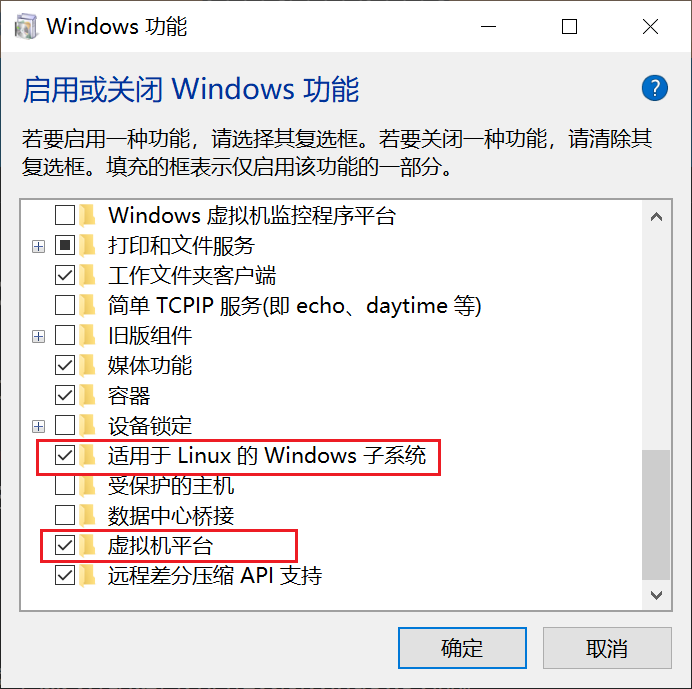 Windows 功能
启用或关闭 Windows 功能
?
若要启用一种功能，请选择其复选框。若要关闭一种功能，请清除其
复选框。填充的框表示仅启用该功能的一部分。
Windows 虚拟机监控程序平台
打印和文件服务
工作文件夹客户端
简单 TCPIP 服务(即 echo、daytime 等)
旧版组件
媒体功能
容器
设备锁定
适用于 Linux 的 Windows 子系统
受保护的主机
数据中心桥接
虚拟机平台
远程差分压缩 API 支持
确定
取消